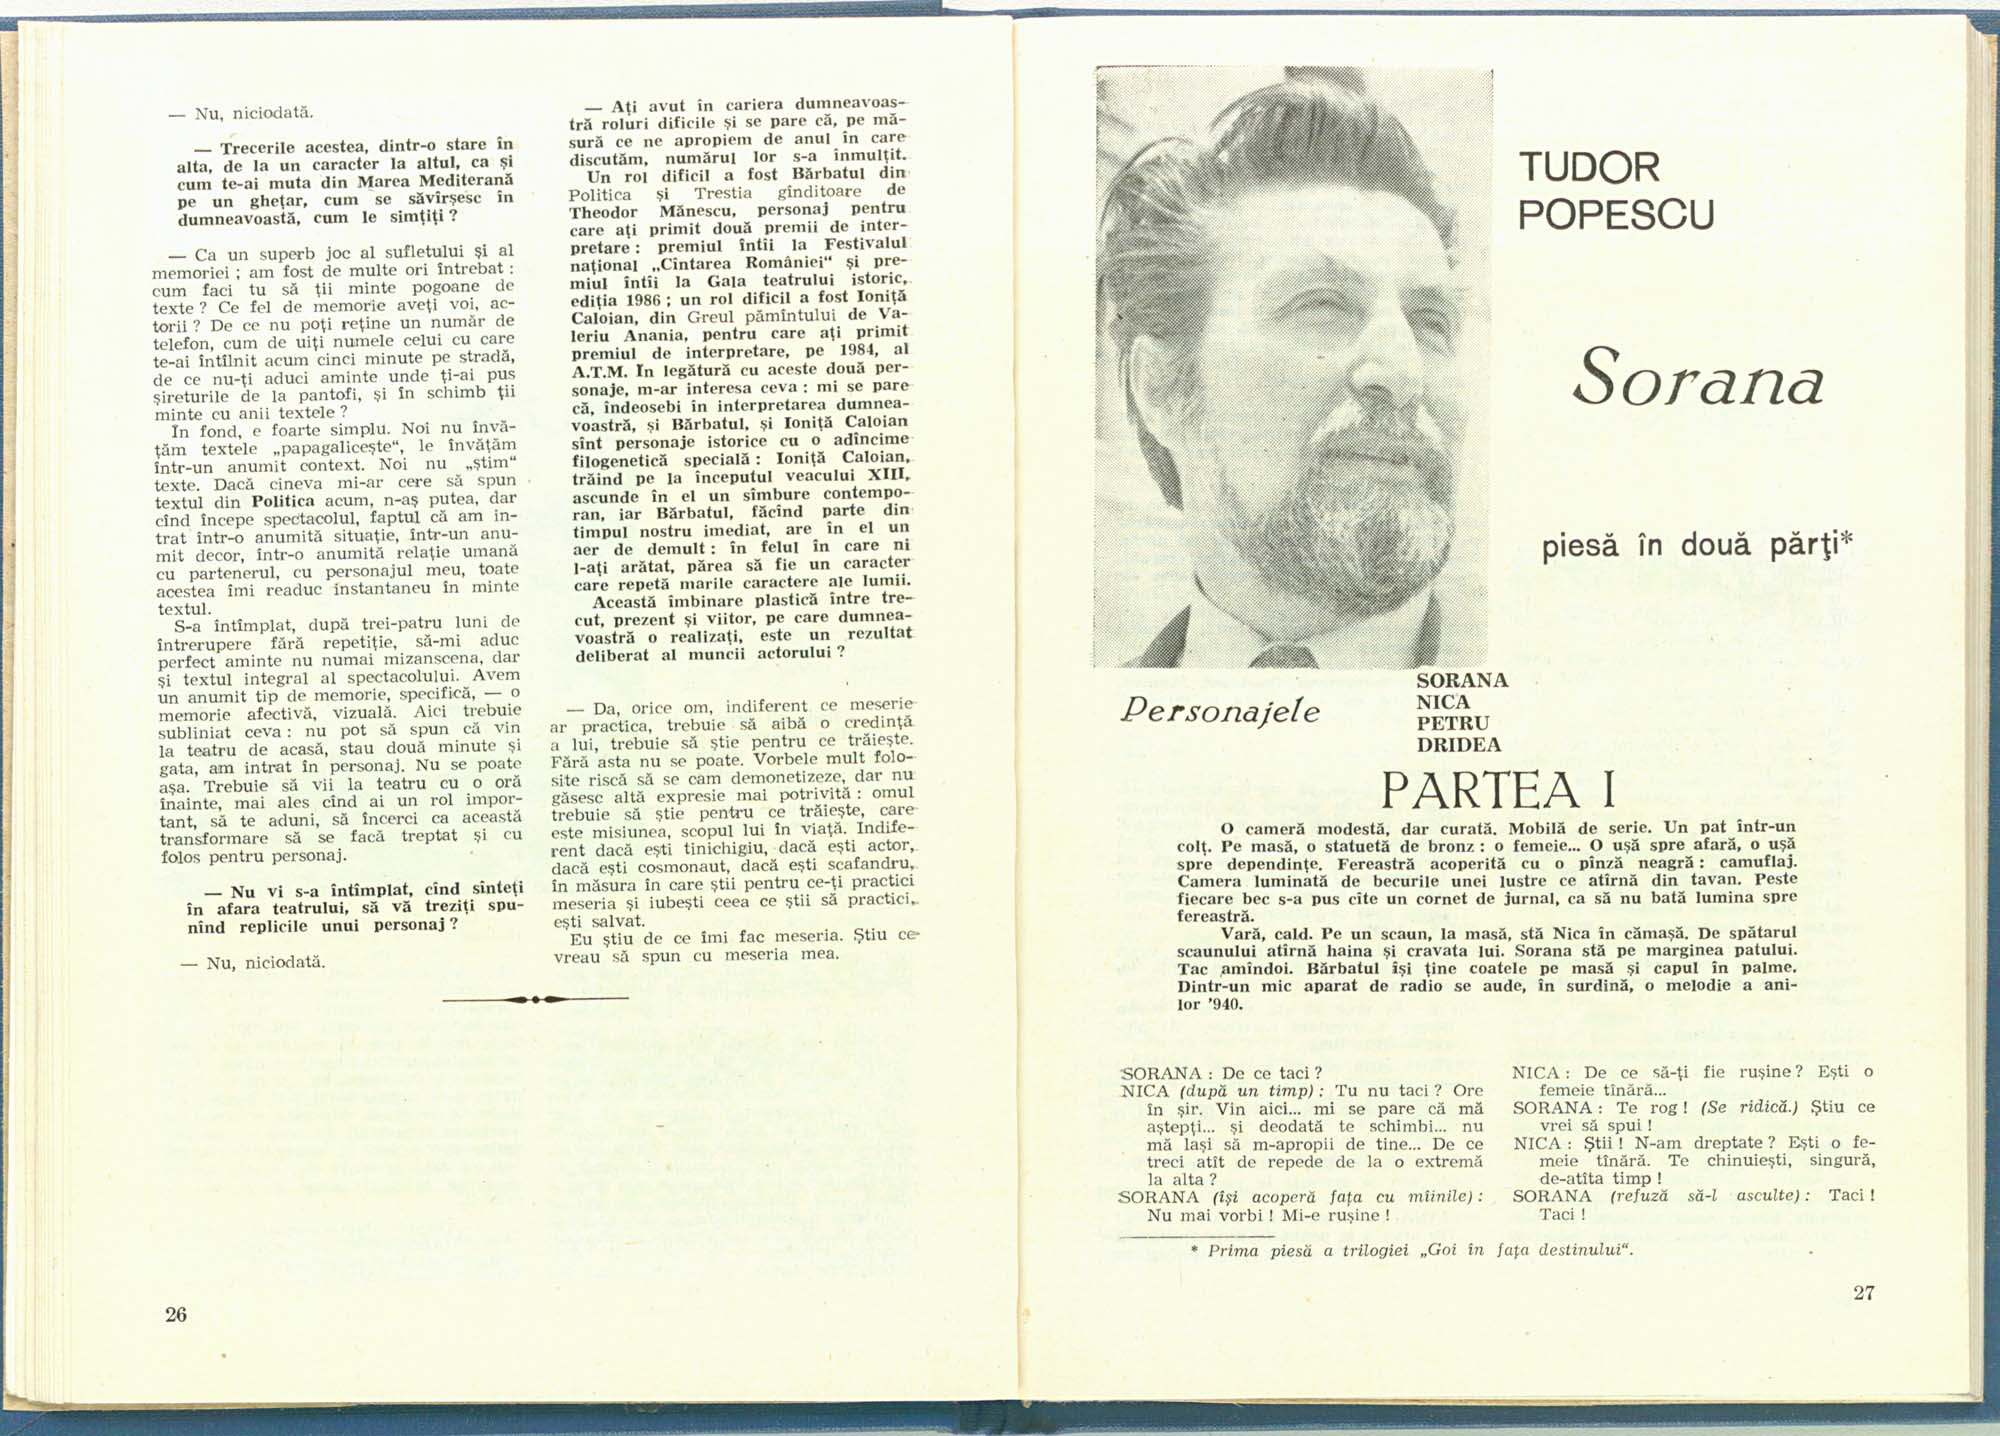 — Nu, niciodată.
— Trecerile acestea, dintr-o stare în
alta, de la un caracter la altul, ca și
cum te-ai muta din Marea Mediterană
pe un ghețar, cum se săvîrșesc în
dumneavoastă, cum le simțiți ?
— Ca un superb joc al sufletului și al
memoriei ; am fost de multe ori întrebat :
cum faci tu să ții minte pogoane de
texte ? Ce fel de memorie aveți voi, ac-
torii ? De ce nu poți reține un număr de
telefon, cum de uiți numele celui cu care
te-ai întîlnit acum cinci minute pe stradă,
de ce nu-ți aduci aminte unde ți-ai pus
șireturile de la pantofi, și în schimb ții
minte cu anii textele ?
In fond, e foarte simplu. Noi nu învă-
țăm textele „papagalicește“, le învățăm
într-un anumit context. Noi nu „știm“
texte. Dacă cineva mi-ar cere să spun
textul din Politica acum, n-aș putea, dar
cînd începe spectacolul, faptul că am in-
trat într-o anumită situație, într-un anu-
mit decor, într-o anumită relație umană
cu partenerul, cu personajul meu, toate
acestea îmi readuc instantaneu în minte
textul.
S-a întîmplat, după trei-patru luni de
întrerupere fără repetiție, să-mi aduc
perfect aminte nu numai mizanscena, dar
și textul integral al spectacolului. Avem
un anumit tip de memorie, specifică, — o
memorie afectivă, vizuală. Aici trebuie
subliniat ceva : nu pot să spun că vin
la teatru de acasă, stau două minute și
gata, am intrat în personaj. Nu se poate
așa. Trebuie să vii la teatru cu o oră
înainte, mai ales cînd ai un rol impor-
tant, să te aduni, să încerci ca această
transformare să se facă treptat și cu
folos pentru personaj.
— Nu vi s-a întîmplat, cînd sînteți
în afara teatrului, să vă treziți spu-
nînd replicile unui personaj ?
— Nu, niciodată.
— Ați avut în cariera dumneavoas-
tră roluri dificile și se pare că, pe mă-
sură ce ne apropiem de anul în care
discutăm, numărul lor s-a înmulțit.
Un rol dificil a fost Bărbatul din
Politica și Trestia gînditoare de
Theodor Mănescu, personaj pentru
care ați primit două premii de inter-
pretare : premiul întîi la Festivalul
național „Cîntarea României“ și pre-
miul întîi la Gala teatrului istoric,
ediția 1986 ; un rol dificil a fost Ioniță
Caloian, din Greul pămîntului de Va-
leriu Anania, pentru care ați primit
premiul de interpretare, pe 1984, al
A.T.M. In legătură cu aceste două per-
sonaje, m-ar interesa ceva : mi se pare
că, îndeosebi în interpretarea dumnea-
voastră, și Bărbatul, și Ioniță Caloian
sînt personaje istorice cu o adîncime
filogenetică specială : Ioniță Caloian,
trăind pe la începutul veacului XIII,
ascunde în el un sîmbure contempo-
ran, iar Bărbatul, făcînd parte din
timpul nostru imediat, are în el un
aer de demult : în felul în care ni
l-ați arătat, părea să fie un caracter
care repetă marile caractere ale lumii.
Această îmbinare plastică între tre-
cut, prezent și viitor, pe care dumnea-
voastră o realizați, este un rezultat
deliberat al muncii actorului ?
— Da, orice om, indiferent ce meserie
ar practica, trebuie să aibă o credință
a lui, trebuie să știe pentru ce trăiește.
Fără asta nu se poate. Vorbele mult folo-
site riscă să se cam demonetizeze, dar nu
găsesc altă expresie mai potrivită : omul
trebuie să știe pentru ce trăiește, care
este misiunea, scopul lui în viață. Indife-
rent dacă ești tinichigiu, dacă ești actor,
dacă ești cosmonaut, dacă ești scafandru,
în măsura în care știi pentru ce-ți practici
meseria și iubești ceea ce știi să practici,
ești salvat.
Eu știu de ce îmi fac meseria. Știu ce
vreau să spun cu meseria mea.
26
TUDOR
POPESCU
Sorana
piesă în două părți*
Personajele
SORANA
NICA
PETRU
DRIDEA
PARTEA I
O cameră modestă, dar curată. Mobilă de serie. Un pat într-un
colț. Pe masă, o statuetă de bronz : o femeie... O ușă spre afară, o ușă
spre dependințe. Fereastră acoperită cu o pînză neagră : camuflaj.
Camera luminată de becurile unei lustre ce atîrnă din tavan. Peste
fiecare bec s-a pus cîte un cornet de jurnal, ca să nu bată lumina spre
fereastră.
Vară, cald. Pe un scaun, la masă, stă Nica în cămașă. De spătarul
scaunului atîrnă haina și cravata lui. Sorana stă pe marginea patului.
Tac amîndoi. Bărbatul își ține coatele pe masă și capul în palme.
Dintr-un mic aparat de radio se aude, în surdină, o melodie a ani-
lor '940.
SORANA : De ce taci ?
NICA (după un timp) : Tu nu taci ? Ore
în șir. Vin aici... mi se pare că mă
aștepți... și deodată te schimbi... nu
mă lași să m-apropii de tine... De ce
treci atît de repede de la o extremă
la alta ?
SORANA (își acoperă fața cu mîinile) :
Nu mai vorbi ! Mi-e rușine !
NICA : De ce să-ți fie rușine ? Ești o
femeie tînără...
SORANA : Te rog ! (Se ridică.) Știu ce
vrei să spui !
NICA : Știi ! N-am dreptate ? Ești o fe-
meie tînără. Te chinuiești, singură,
de-atîta timp !
SORANA (refuză să-l asculte) : Taci !
Taci !
* Prima piesă a trilogiei „Goi în fața destinului“.
27